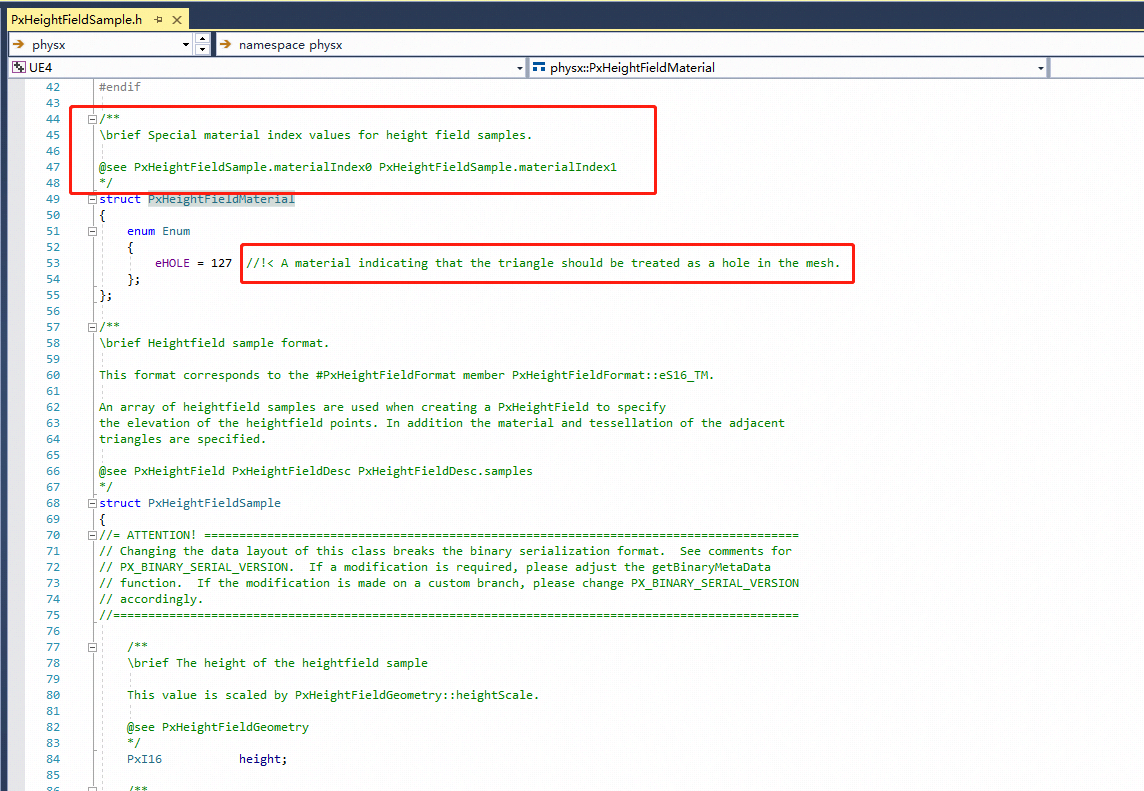 PxHeightFieldSample.h
physx
namespace physx
UE4
physx::PxHeightFieldMaterial
42 #endif
43
44 /**
45 \brief Special material index values for height field samples.
46
47 @see PxHeightFieldSample.materialIndex0 PxHeightFieldSample.materialIndex1
48 */
49 struct PxHeightFieldMaterial
50 {
51 enum Enum
52 {
53 eHOLE = 127 //!< A material indicating that the triangle should be treated as a hole in the mesh.
54 };
55 };
56
57 /**
58 \brief Heightfield sample format.
59
60 This format corresponds to the #PxHeightFieldFormat member PxHeightFieldFormat::eS16_TM.
61
62 An array of heightfield samples are used when creating a PxHeightField to specify
63 the elevation of the heightfield points. In addition the material and tessellation of the adjacent
64 triangles are specified.
65
66 @see PxHeightField PxHeightFieldDesc PxHeightFieldDesc.samples
67 */
68 struct PxHeightFieldSample
69 {
70 //= ATTENTION! =====================================================================================
71 // Changing the data layout of this class breaks the binary serialization format.  See comments for
72 // PX_BINARY_SERIAL_VERSION.  If a modification is required, please adjust the getBinaryMetaData
73 // function.  If the modification is made on a custom branch, please change PX_BINARY_SERIAL_VERSION
74 // accordingly.
75 //==================================================================================================
76
77 /**
78 \brief The height of the heightfield sample
79
80 This value is scaled by PxHeightFieldGeometry::heightScale.
81
82 @see PxHeightFieldGeometry
83 */
84 PxI16 height;
85
86 /**